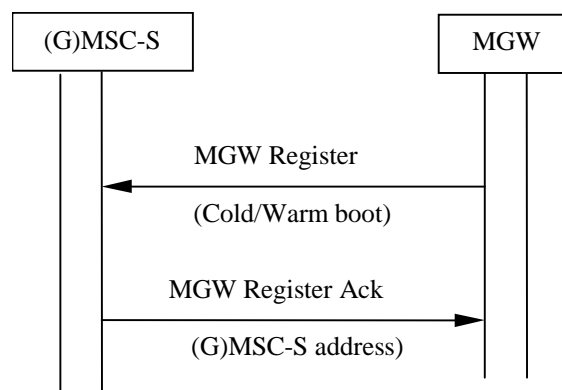 (G)MSC-S
MGW
MGW Register
(Cold/Warm boot)
MGW Register Ack
(G)MSC-S address)